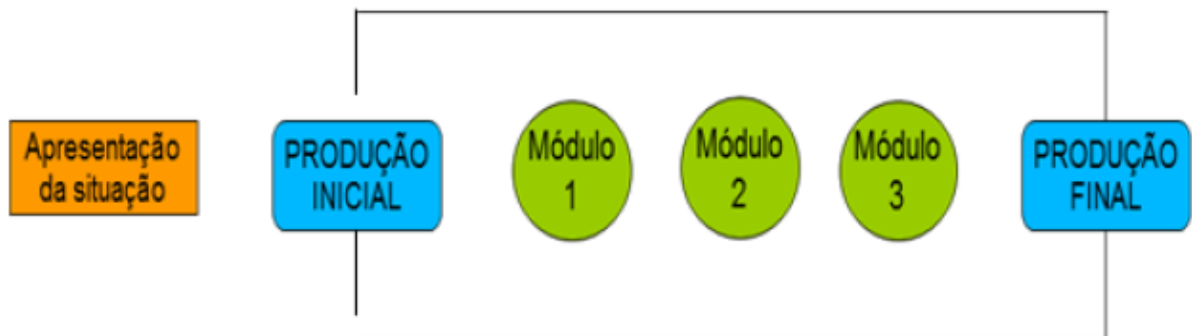 Apresentação
da situação
PRODUÇÃO
INICIAL
Módulo
1
Módulo
2
Módulo
3
PRODUÇÃO
FINAL